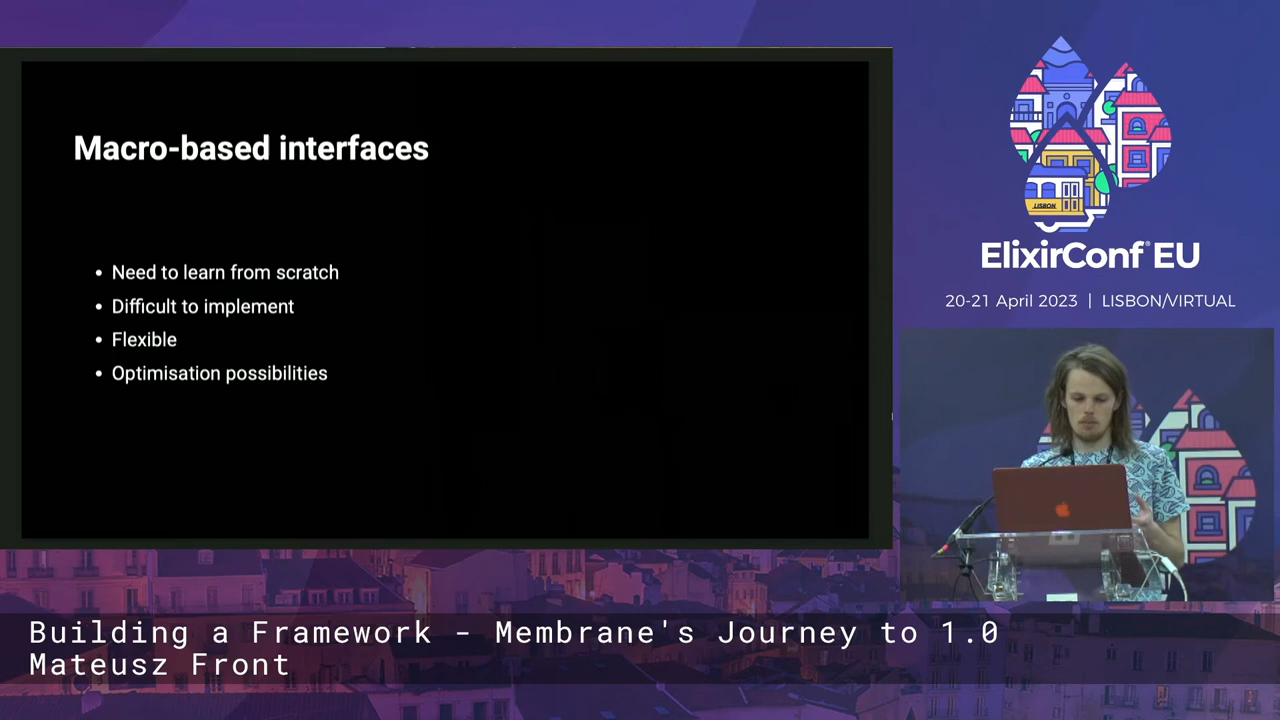 Macro-based interfaces
• Need to learn from scratch
• Difficult to implement
• Flexible
• Optimisation possibilities
LISBON
ElixirConf® EU
20-21 April 2023 | LISBON/VIRTUAL
Building a Framework - Membrane's Journey to 1.0
Mateusz Front